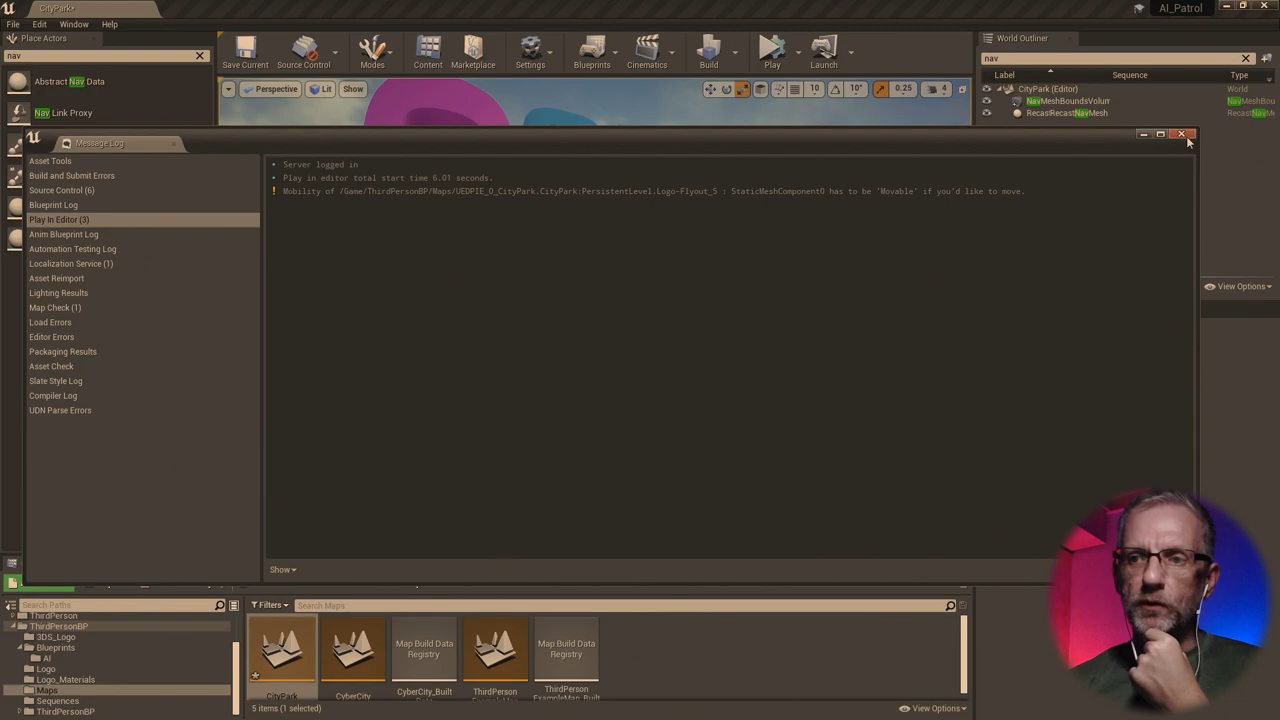 CityPark*
AI_Patrol
File Edit Window Help
Place Actors
nav
Abstract Nav Data
Nav Link Proxy
Save Current
Source Control
Modes
Content
Marketplace
Settings
Blueprints
Cinematics
Build
Play
Launch
Perspective
Lit
Show
10
10°
0.25
4
World Outliner
nav
Label Sequence Type
CityPark (Editor) World
NavMeshBoundsVolum NavMeshBou
RecastRecastNavMesh RecastNavM
View Options
Message Log
Asset Tools
Build and Submit Errors
Source Control (6)
Blueprint Log
Play In Editor (3)
Anim Blueprint Log
Automation Testing Log
Localization Service (1)
Asset Reimport
Lighting Results
Map Check (1)
Load Errors
Editor Errors
Packaging Results
Asset Check
Slate Style Log
Compiler Log
UDN Parse Errors
• Server logged in
• Play in editor total start time 6.01 seconds.
! Mobility of /Game/ThirdPersonBP/Maps/UEDPIE_0_CityPark.CityPark:PersistentLevel.Logo-Flyout_5 : StaticMeshComponent0 has to be 'Movable' if you'd like to move.
Show
Search Paths
ThirdPerson
ThirdPersonBP
3DS_Logo
Blueprints
AI
Logo
Logo_Materials
Maps
Sequences
ThirdPersonBP
Filters
Search Maps
Map Build Data
Registry
Map Build Data
Registry
CityPark
CyberCity
CyberCity_Built
ThirdPerson
ThirdPerson
5 items (1 selected)
View Options